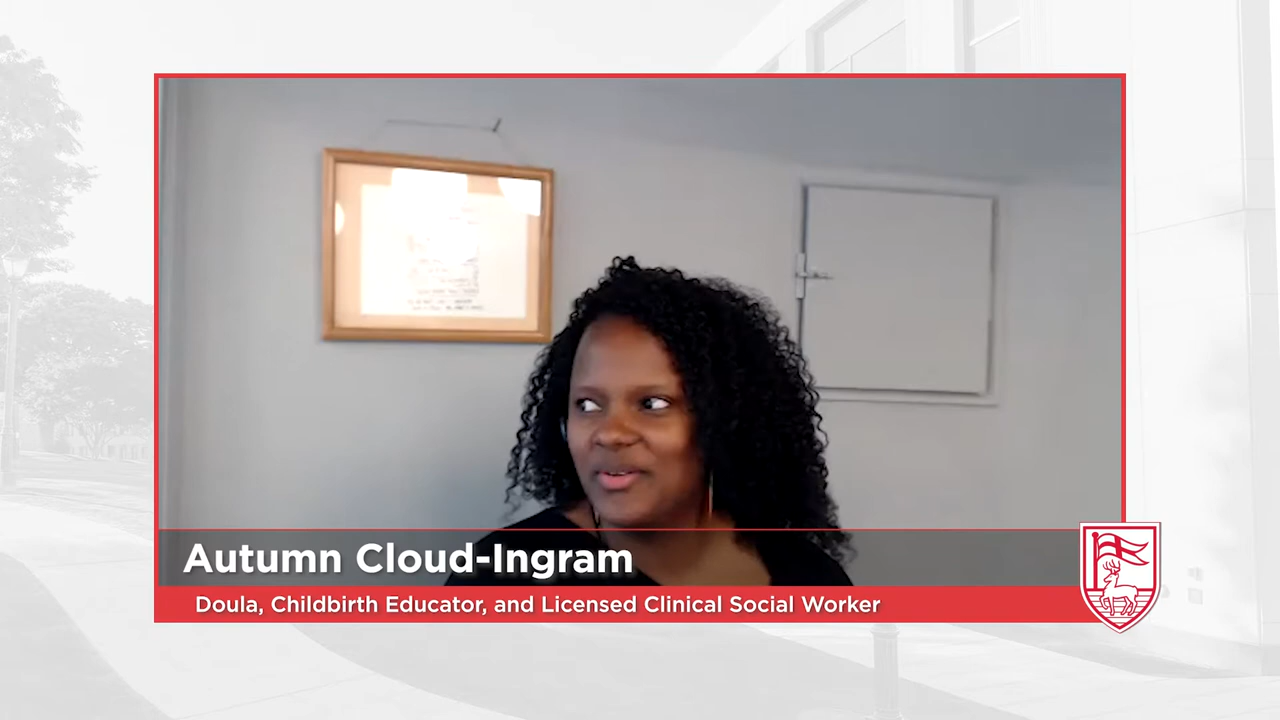 Autumn Cloud-Ingram
Doula, Childbirth Educator, and Licensed Clinical Social Worker